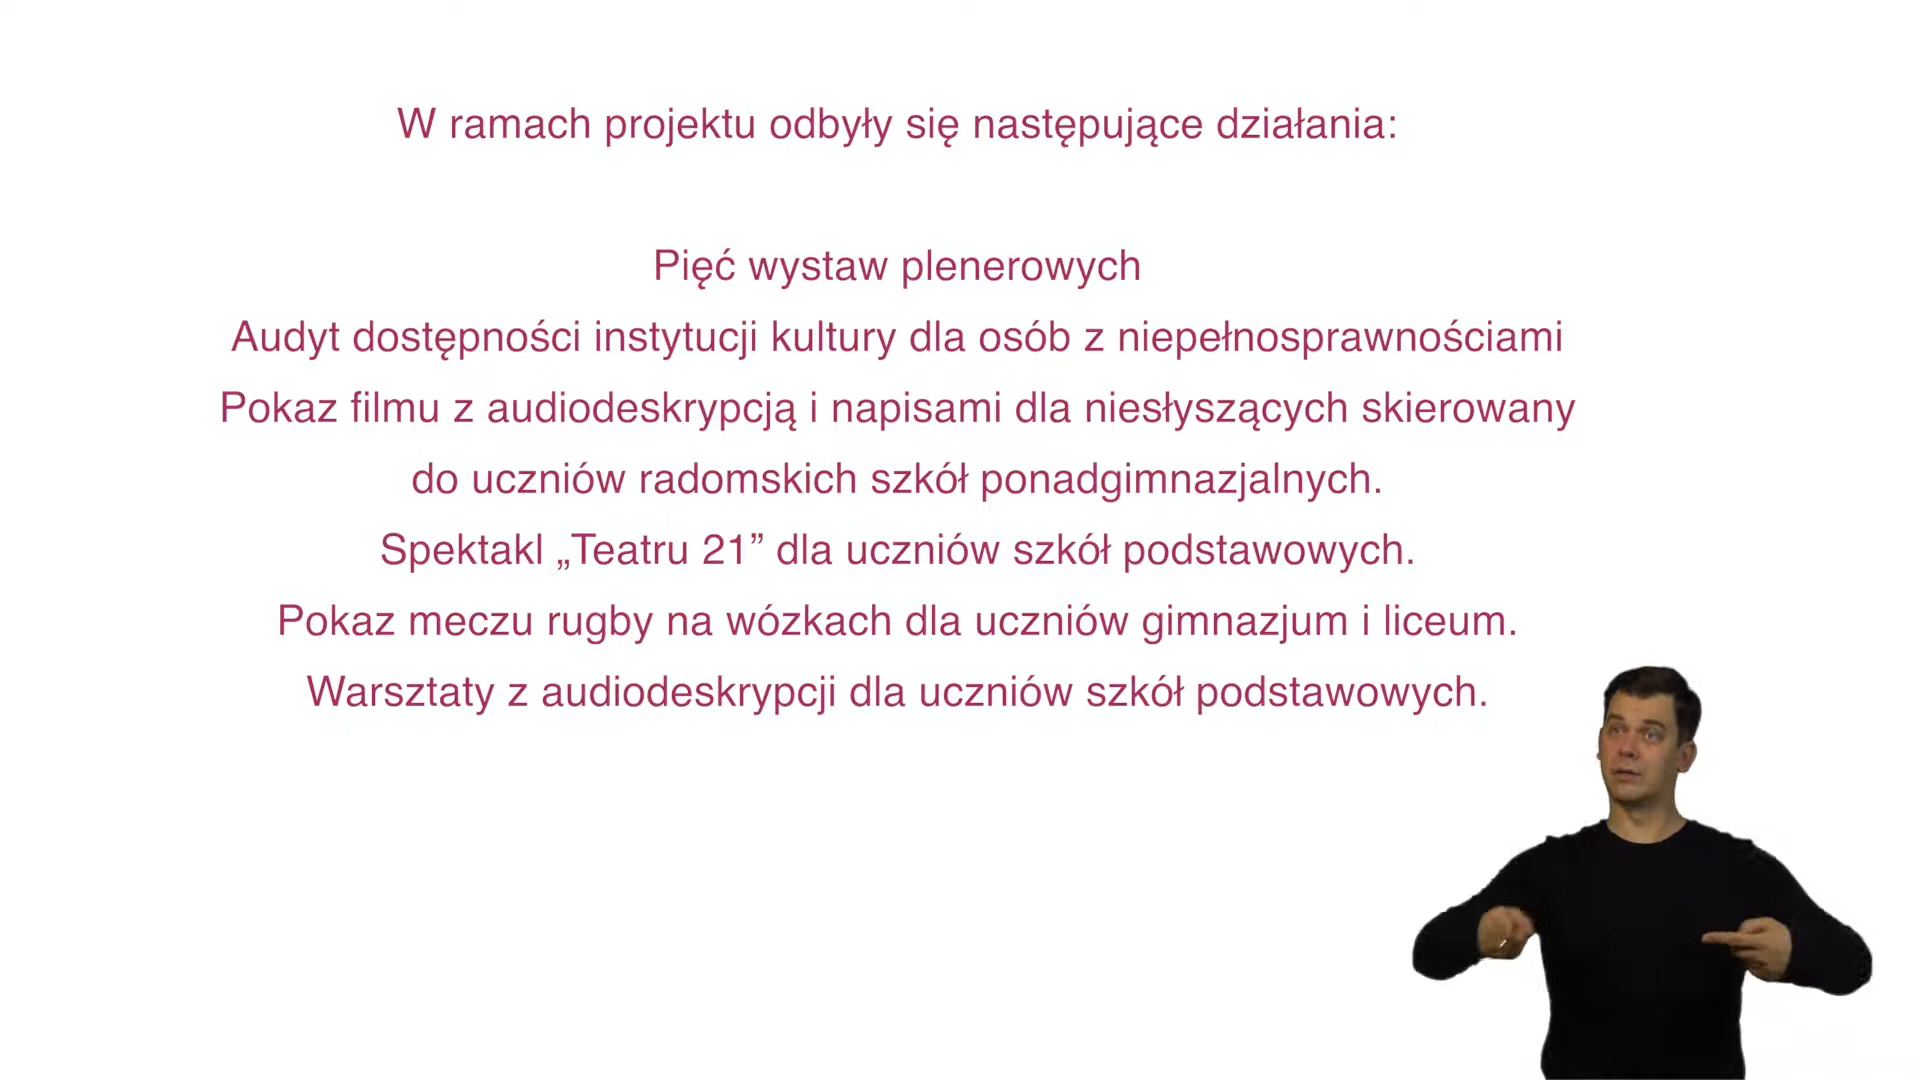 W ramach projektu odbyły się następujące działania:
Pięć wystaw plenerowych
Audyt dostępności instytucji kultury dla osób z niepełnosprawnościami
Pokaz filmu z audiodeskrypcją i napisami dla niesłyszących skierowany
do uczniów radomskich szkół ponadgimnazjalnych.
Spektakl „Teatru 21” dla uczniów szkół podstawowych.
Pokaz meczu rugby na wózkach dla uczniów gimnazjum i liceum.
Warsztaty z audiodeskrypcji dla uczniów szkół podstawowych.